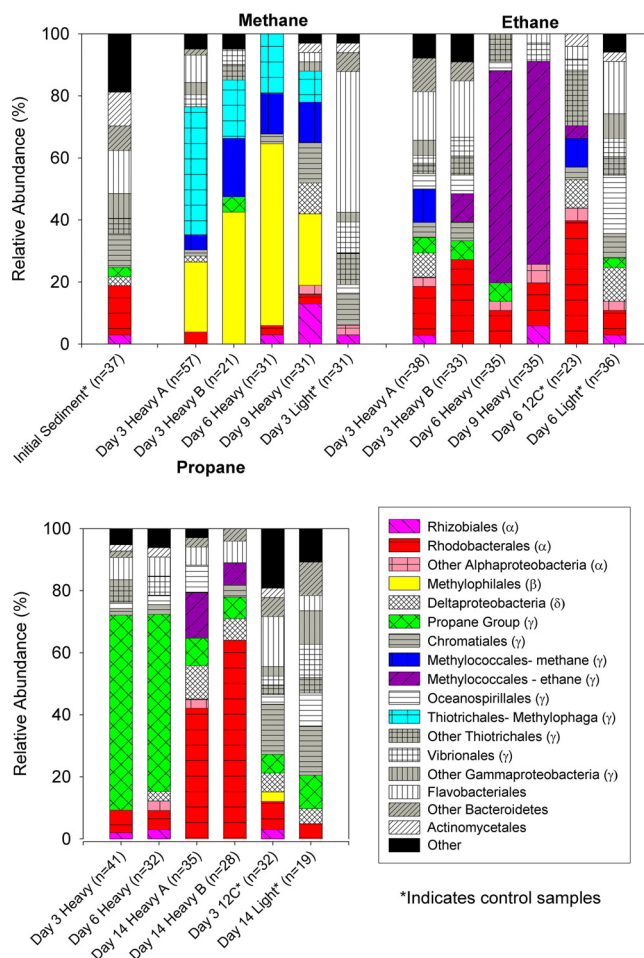 Methane
Ethane
Relative Abundance (%)
100
80
60
40
20
0
Initial Sediment* (n=37)
Day 3 Heavy A (n=57)
Day 3 Heavy B (n=21)
Day 6 Heavy (n=31)
Day 9 Heavy (n=31)
Day 3 Light* (n=31)
Day 3 Heavy A (n=38)
Day 3 Heavy B (n=33)
Day 6 Heavy (n=35)
Day 9 Heavy (n=35)
Day 6 12C* (n=23)
Day 6 Light* (n=36)
Propane
Relative Abundance (%)
100
80
60
40
20
0
Day 3 Heavy (n=41)
Day 6 Heavy (n=32)
Day 14 Heavy A (n=35)
Day 14 Heavy B (n=28)
Day 3 12C* (n=32)
Day 14 Light* (n=19)
Rhizobiales (α)
Rhodobacterales (α)
Other Alphaproteobacteria (α)
Methylophilales (β)
Deltaproteobacteria (δ)
Propane Group (γ)
Chromatiales (γ)
Methylococcales- methane (γ)
Methylococcales - ethane (γ)
Oceanospirillales (γ)
Thiotrichales- Methylophaga (γ)
Other Thiotrichales (γ)
Vibrionales (γ)
Other Gammaproteobacteria (γ)
Flavobacteriales
Other Bacteroidetes
Actinomycetales
Other
*Indicates control samples